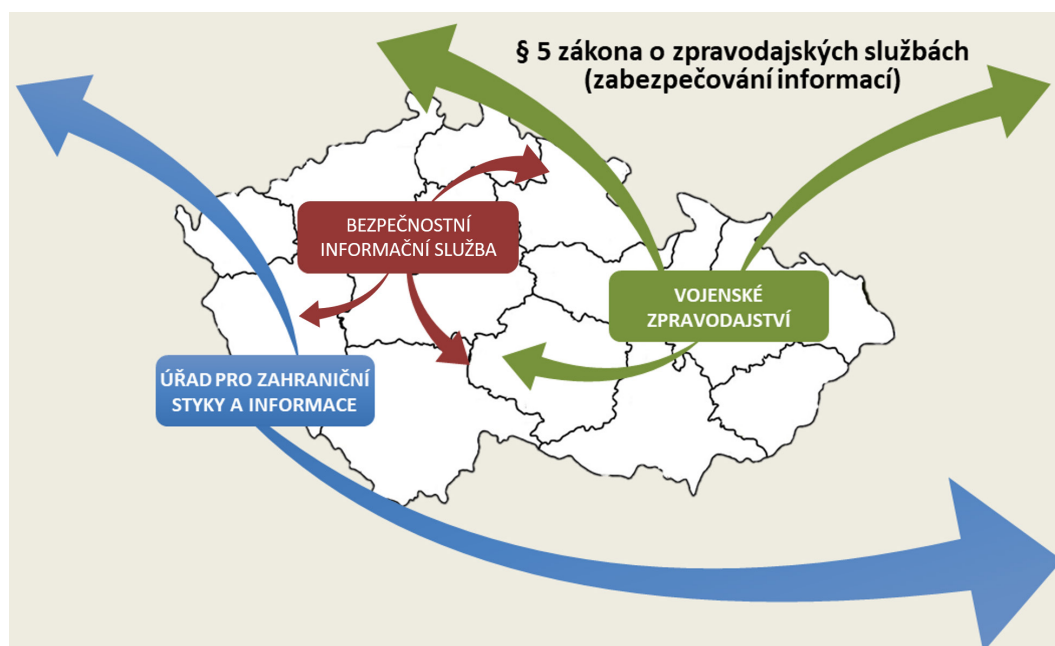 § 5 zákona o zpravodajských službách
(zabezpečování informací)
BEZPEČNOSTNÍ
INFORMAČNÍ SLUŽBA
VOJENSKÉ
ZPRAVODAJSTVÍ
ÚŘAD PRO ZAHRANIČNÍ
STYKY A INFORMACE